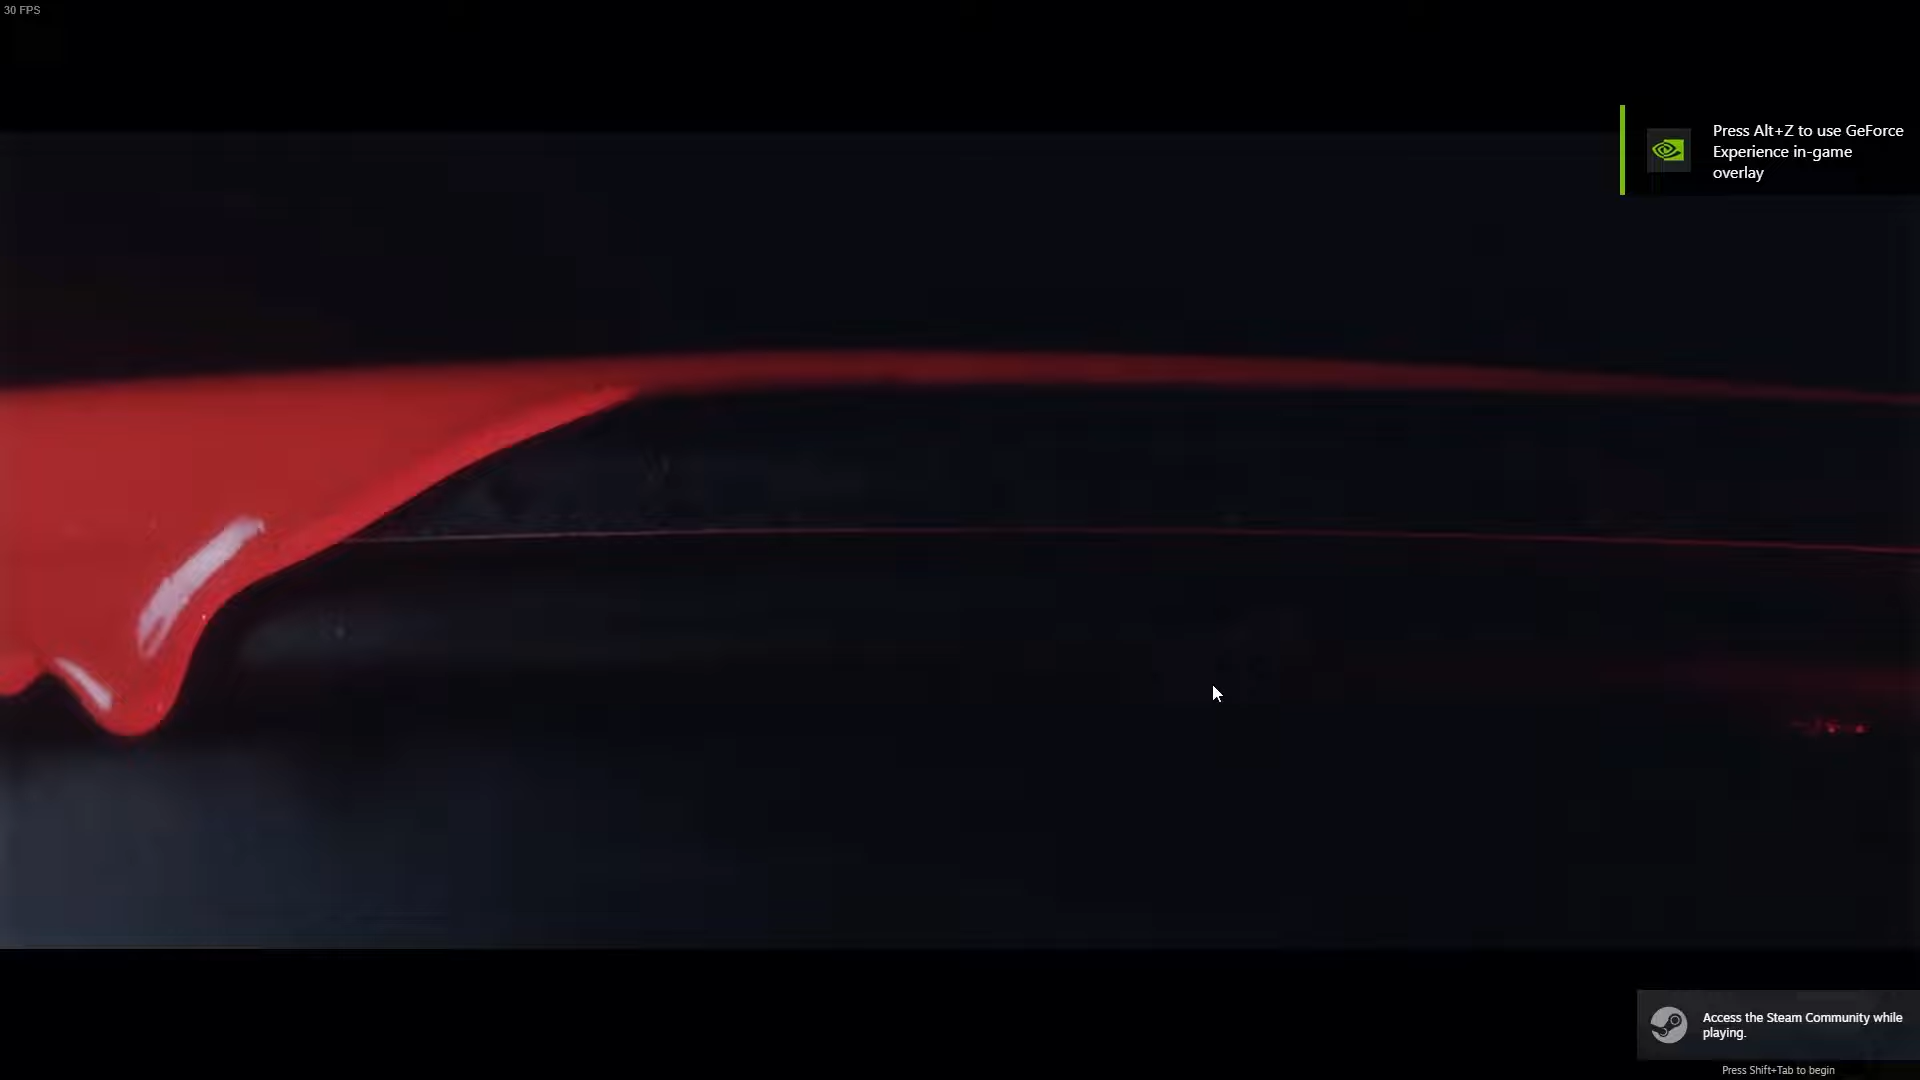 30 FPS
Press Alt+Z to use GeForce
Experience in-game
overlay
Access the Steam Community while
playing.
Press Shift+Tab to begin